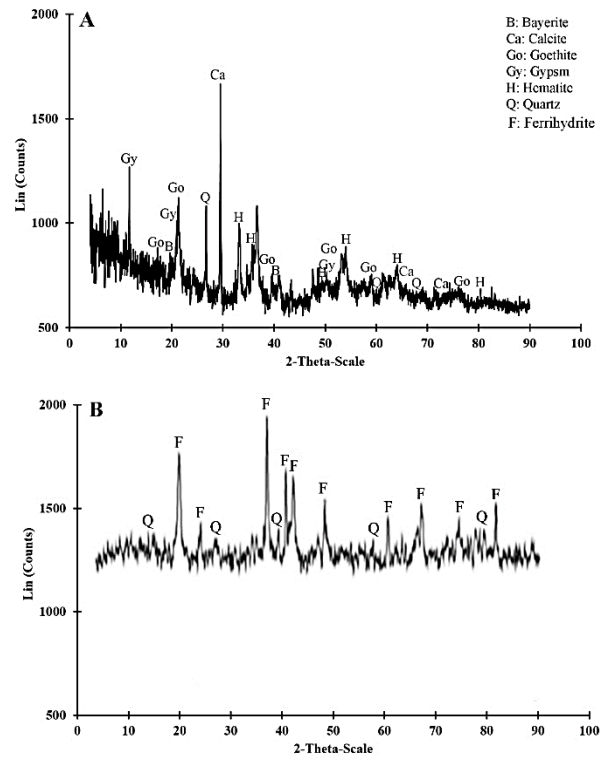 A
B: Bayerite
Ca: Calcite
Go: Goethite
Gy: Gypsm
H: Hematite
Q: Quartz
F: Ferrihydrite
2000
1500
1000
500
Lin (Counts)
Gy
Go B
Gy
Go
Q
Ca
H
H
Go
B
B
Gy
Go
H
Go
Q
H
Ca
Q
Ca
Go
H
0 10 20 30 40 50 60 70 80 90 100
2-Theta-Scale
B
2000
1500
1000
500
Lin (Counts)
Q
F
F
Q
F
Q
F
F
F
Q
F
F
F
Q
F
0 10 20 30 40 50 60 70 80 90 100
2-Theta-Scale